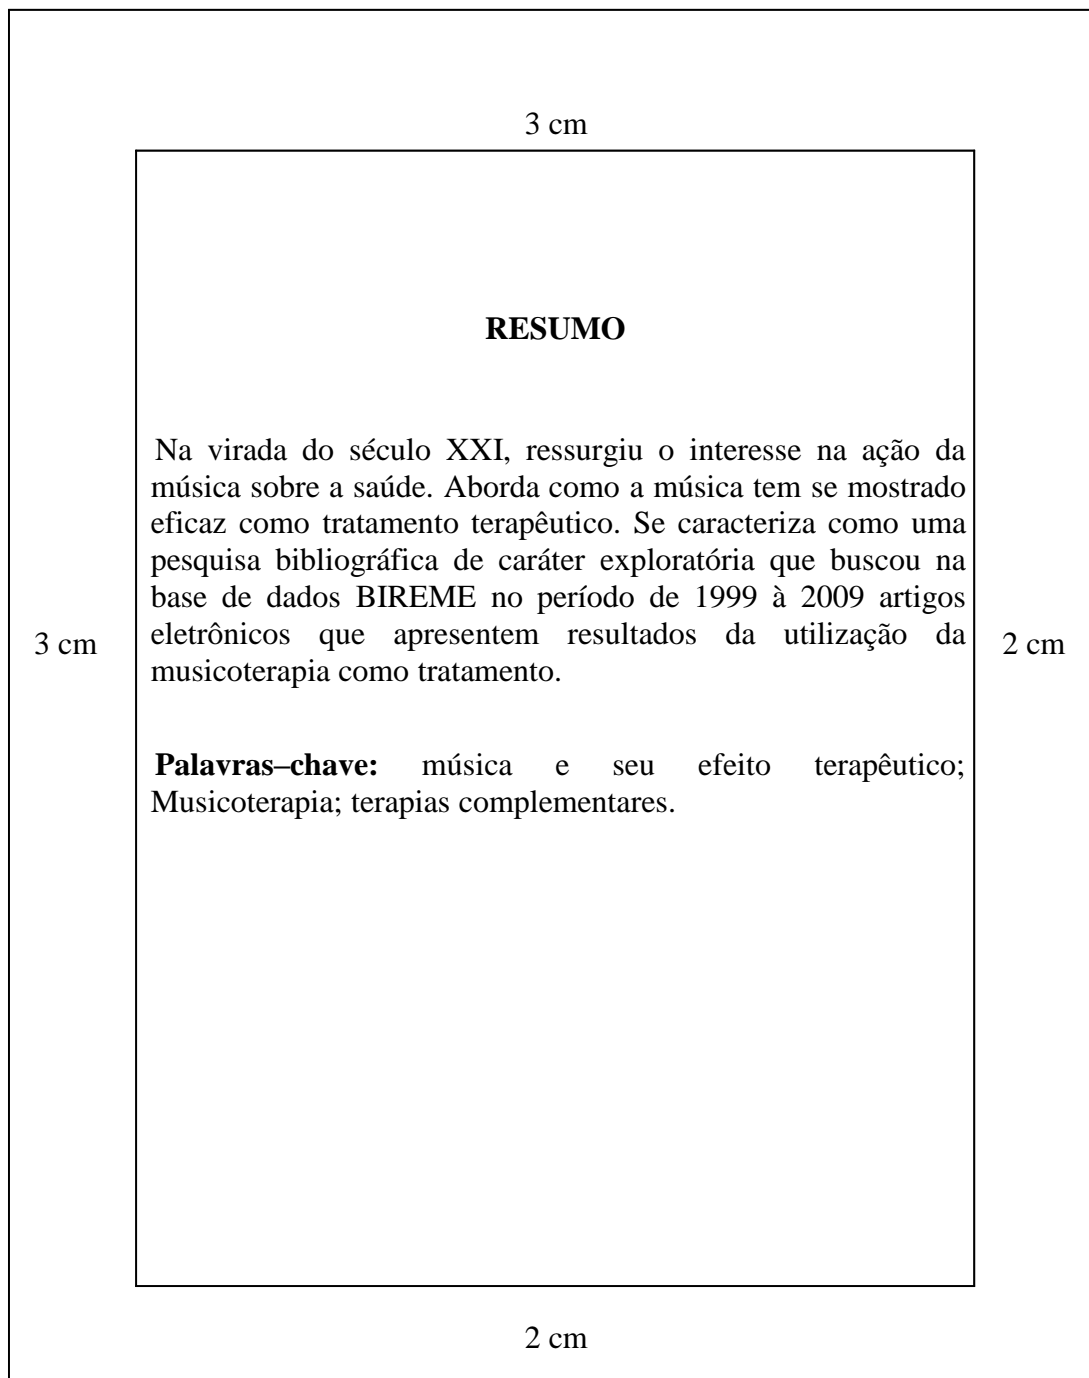 3 cm
RESUMO
Na virada do século XXI, ressurgiu o interesse na ação da
música sobre a saúde. Aborda como a música tem se mostrado
eficaz como tratamento terapêutico. Se caracteriza como uma
pesquisa bibliográfica de caráter exploratória que buscou na
base de dados BIREME no período de 1999 à 2009 artigos
eletrônicos que apresentem resultados da utilização da
musicoterapia como tratamento.
3 cm
2 cm
Palavras–chave: música e seu efeito terapêutico;
Musicoterapia; terapias complementares.
2 cm